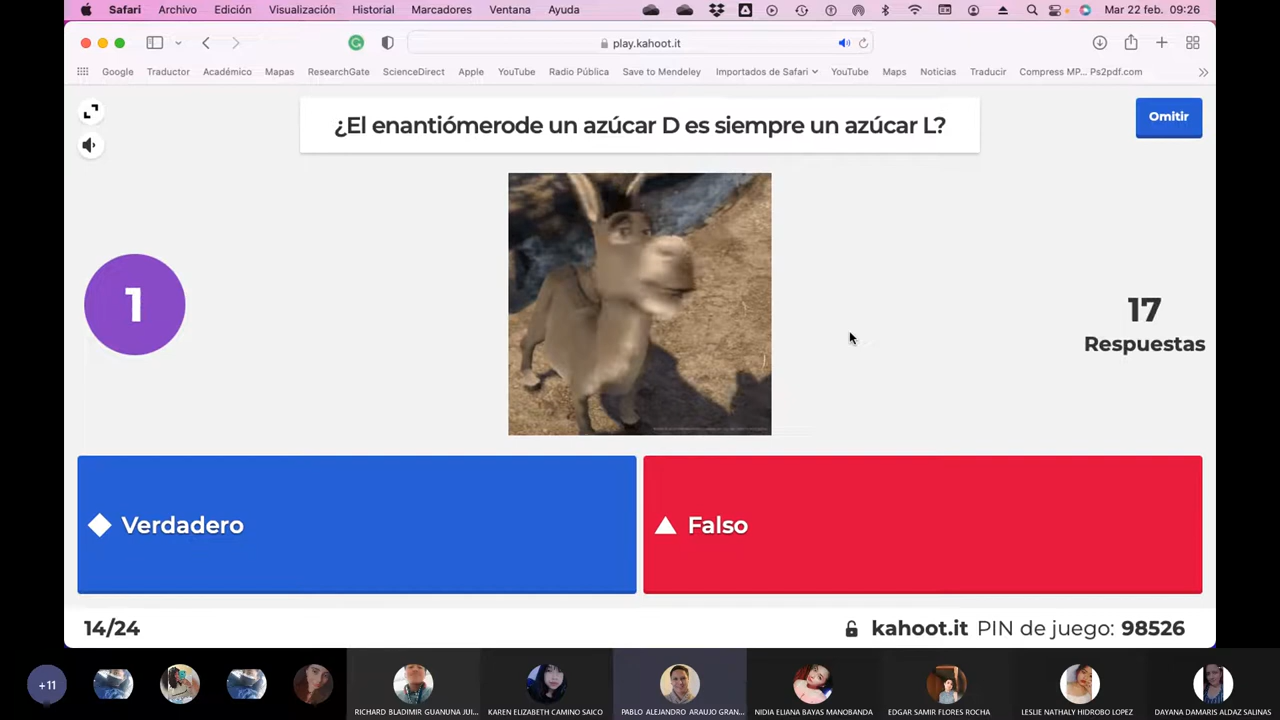 Safari Archivo Edición Visualización Historial Marcadores Ventana Ayuda Mar 22 feb. 09:26
play.kahoot.it
Google Traductor Académico Mapas ResearchGate ScienceDirect Apple YouTube Radio Pública Save to Mendeley Importados de Safari YouTube Maps Noticias Traducir Compress MP... Ps2pdf.com
¿El enantiómerode un azúcar D es siempre un azúcar L?
Omitir
1
17
Respuestas
Verdadero
Falso
14/24
kahoot.it PIN de juego: 98526
+11
RICHARD BLADIMIR GUANUNA JUI... KAREN ELIZABETH CAMINO SAICO PABLO ALEJANDRO ARAUJO GRAN... NIDIA ELIANA BAYAS MANOBANDA EDGAR SAMIR FLORES ROCHA LESLIE NATHALY HIDROBO LOPEZ DAYANA DAMARIS ALDAZ SALINAS